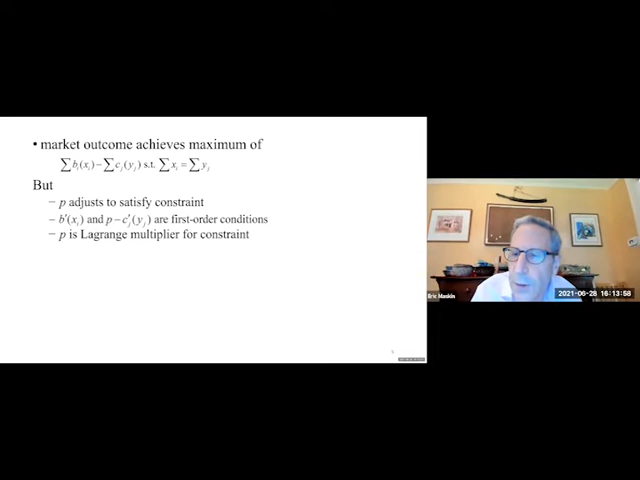 • market outcome achieves maximum of
∑ bᵢ(xᵢ) − ∑ cⱼ(yⱼ) s.t. ∑ xᵢ = ∑ yⱼ
But
− p adjusts to satisfy constraint
− b′(xᵢ) and p − c′ⱼ(yⱼ) are first-order conditions
− p is Lagrange multiplier for constraint
Eric Maskin
2021-06-28 16:13:58